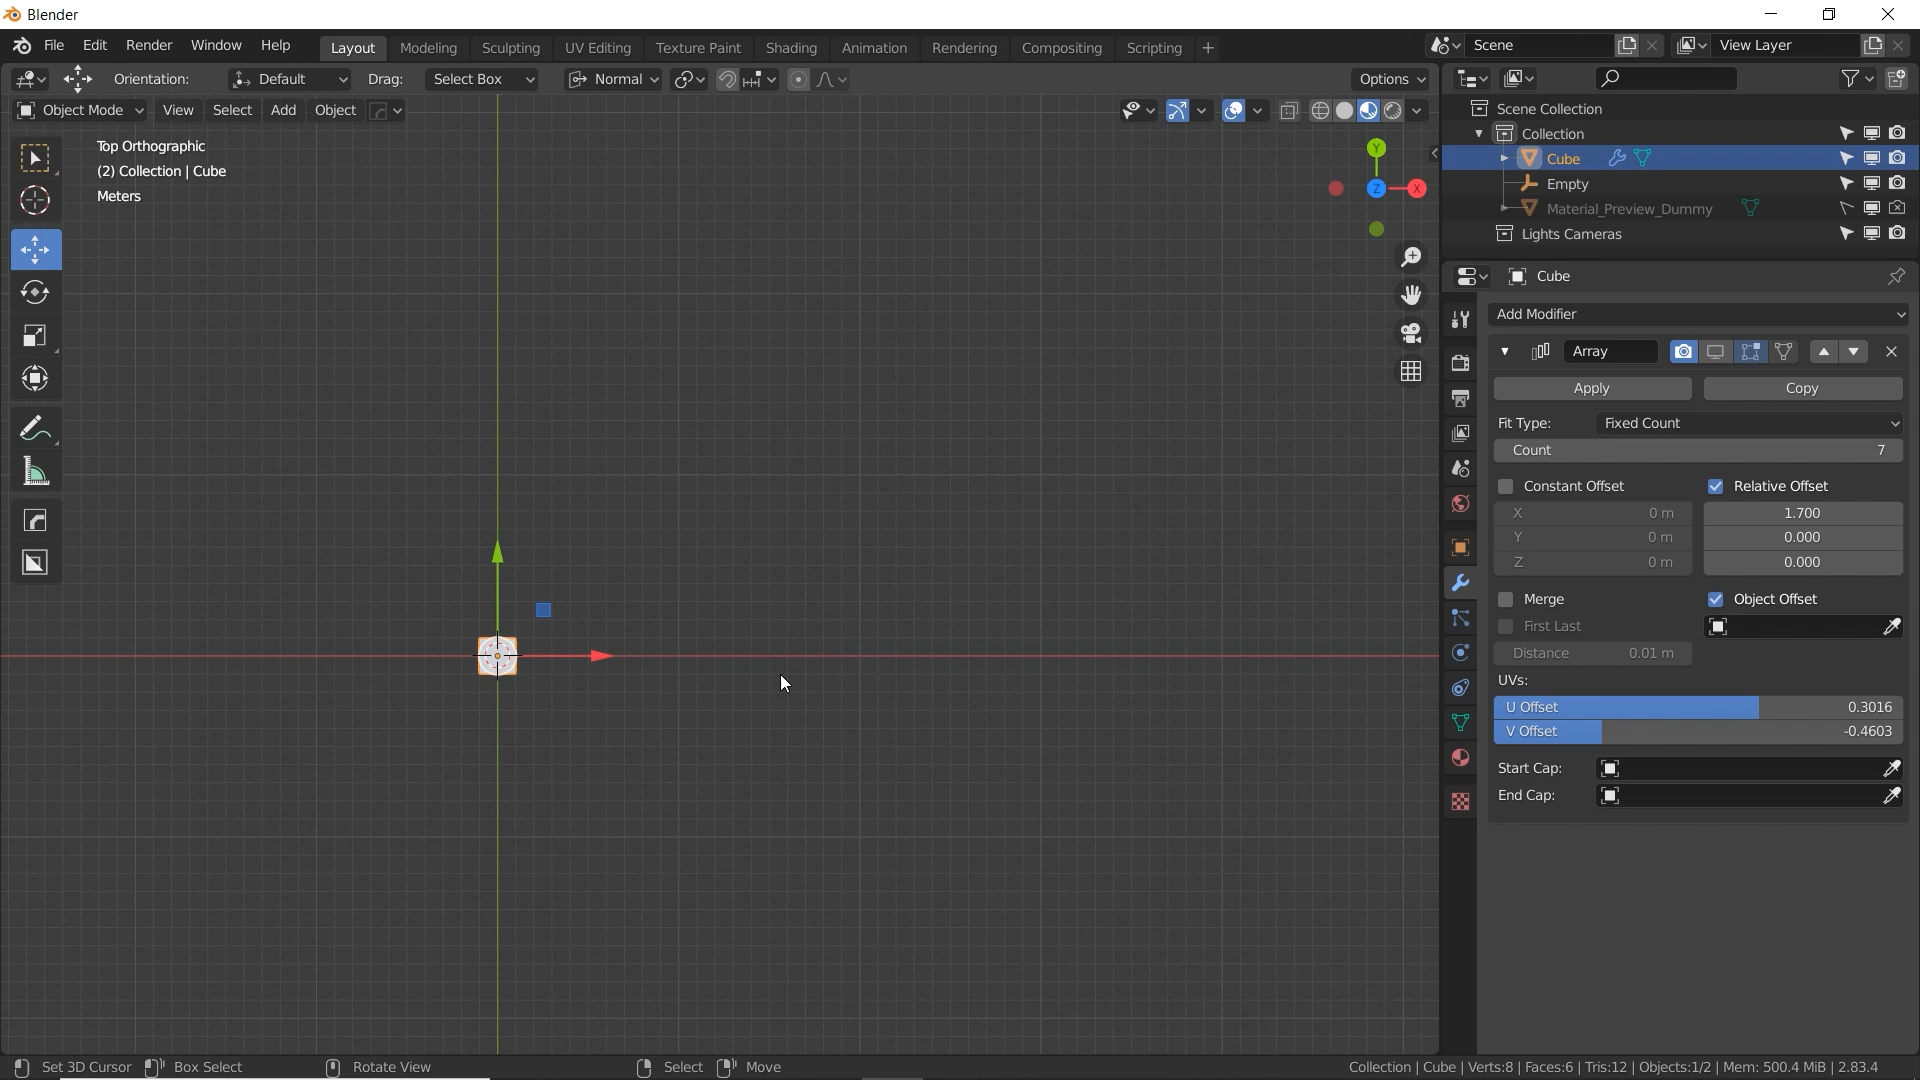 Blender
File Edit Render Window Help Layout Modeling Sculpting UV Editing Texture Paint Shading Animation Rendering Compositing Scripting + Scene View Layer
Orientation: Default Drag: Select Box Normal Options
Object Mode View Select Add Object
Top Orthographic
(2) Collection | Cube
Meters
Y
Z X
Scene Collection
Collection
Cube
Empty
Material_Preview_Dummy
Lights Cameras
Cube
Add Modifier
Array
Apply Copy
Fit Type: Fixed Count
Count 7
Constant Offset Relative Offset
X 0 m 1.700
Y 0 m 0.000
Z 0 m 0.000
Merge Object Offset
First Last
Distance 0.01 m
UVs:
U Offset 0.3016
V Offset -0.4603
Start Cap:
End Cap:
Set 3D Cursor Box Select Rotate View Select Move Collection | Cube | Verts:8 | Faces:6 | Tris:12 | Objects:1/2 | Mem: 500.4 MiB | 2.83.4